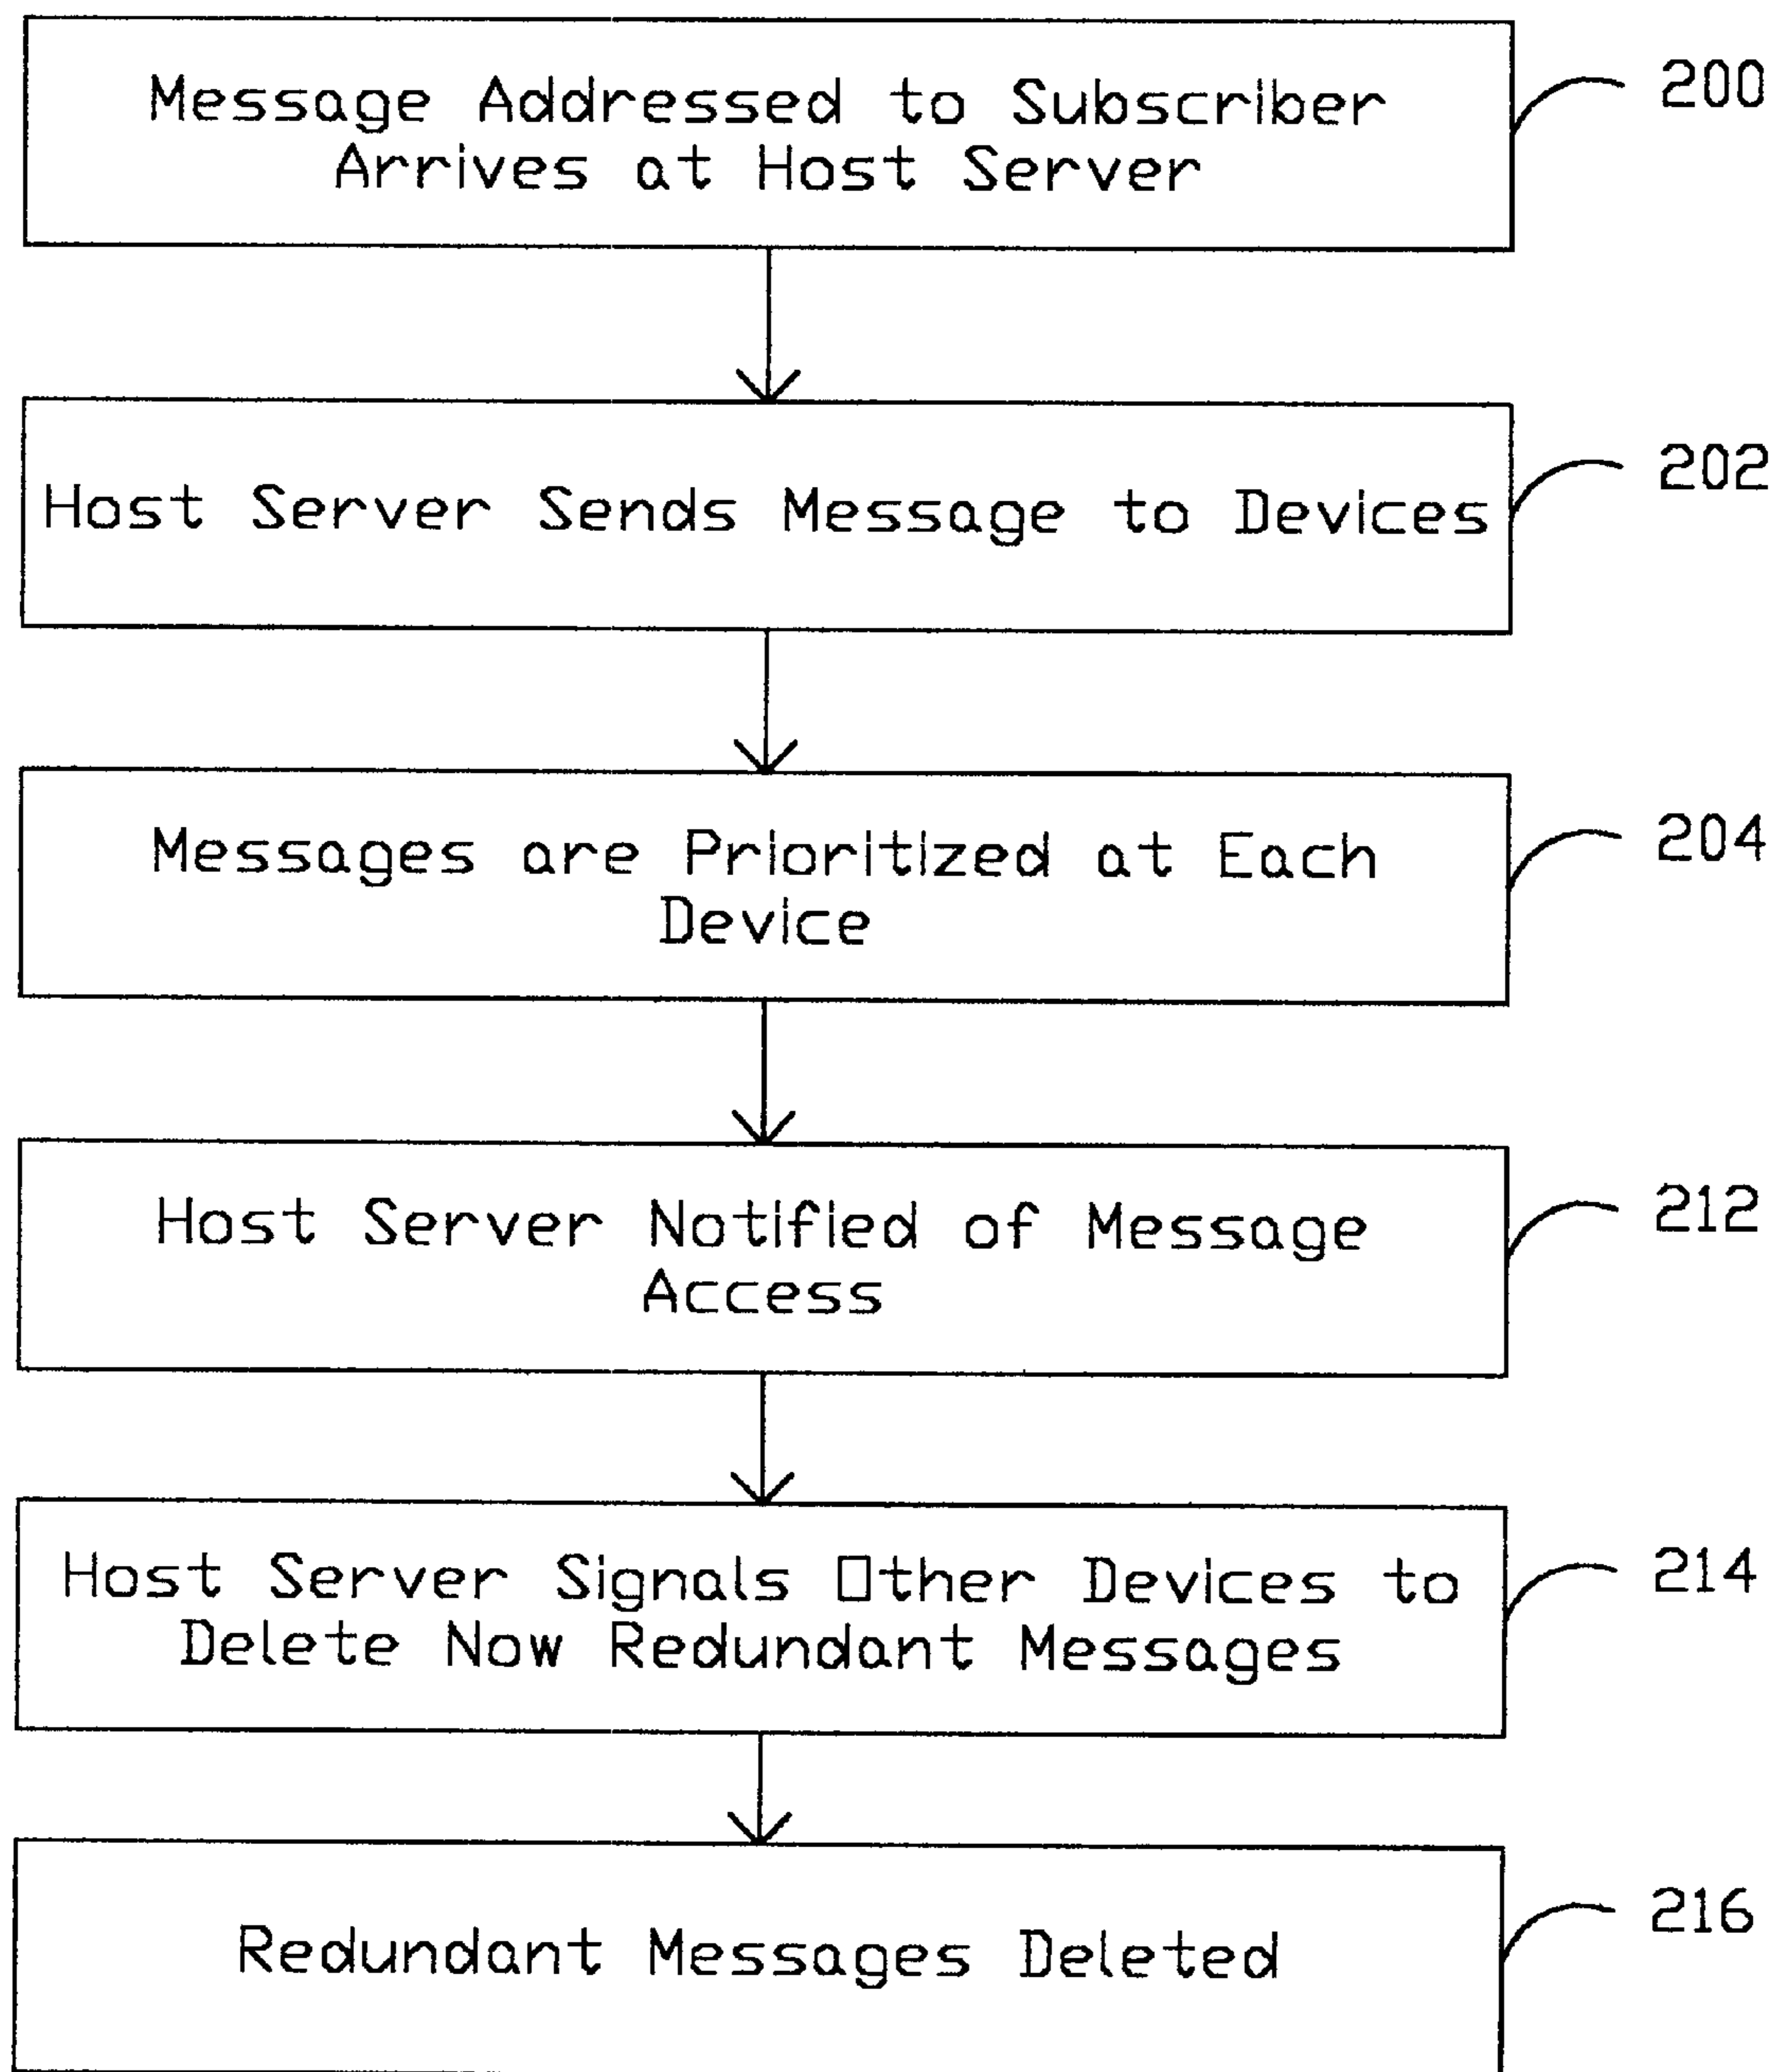 Message Addressed to Subscriber
Arrives at Host Server
200
Host Server Sends Message to Devices
202
Messages are Prioritized at Each
Device
204
Host Server Notified of Message
Access
212
Host Server Signals Other Devices to
Delete Now Redundant Messages
214
Redundant Messages Deleted
216